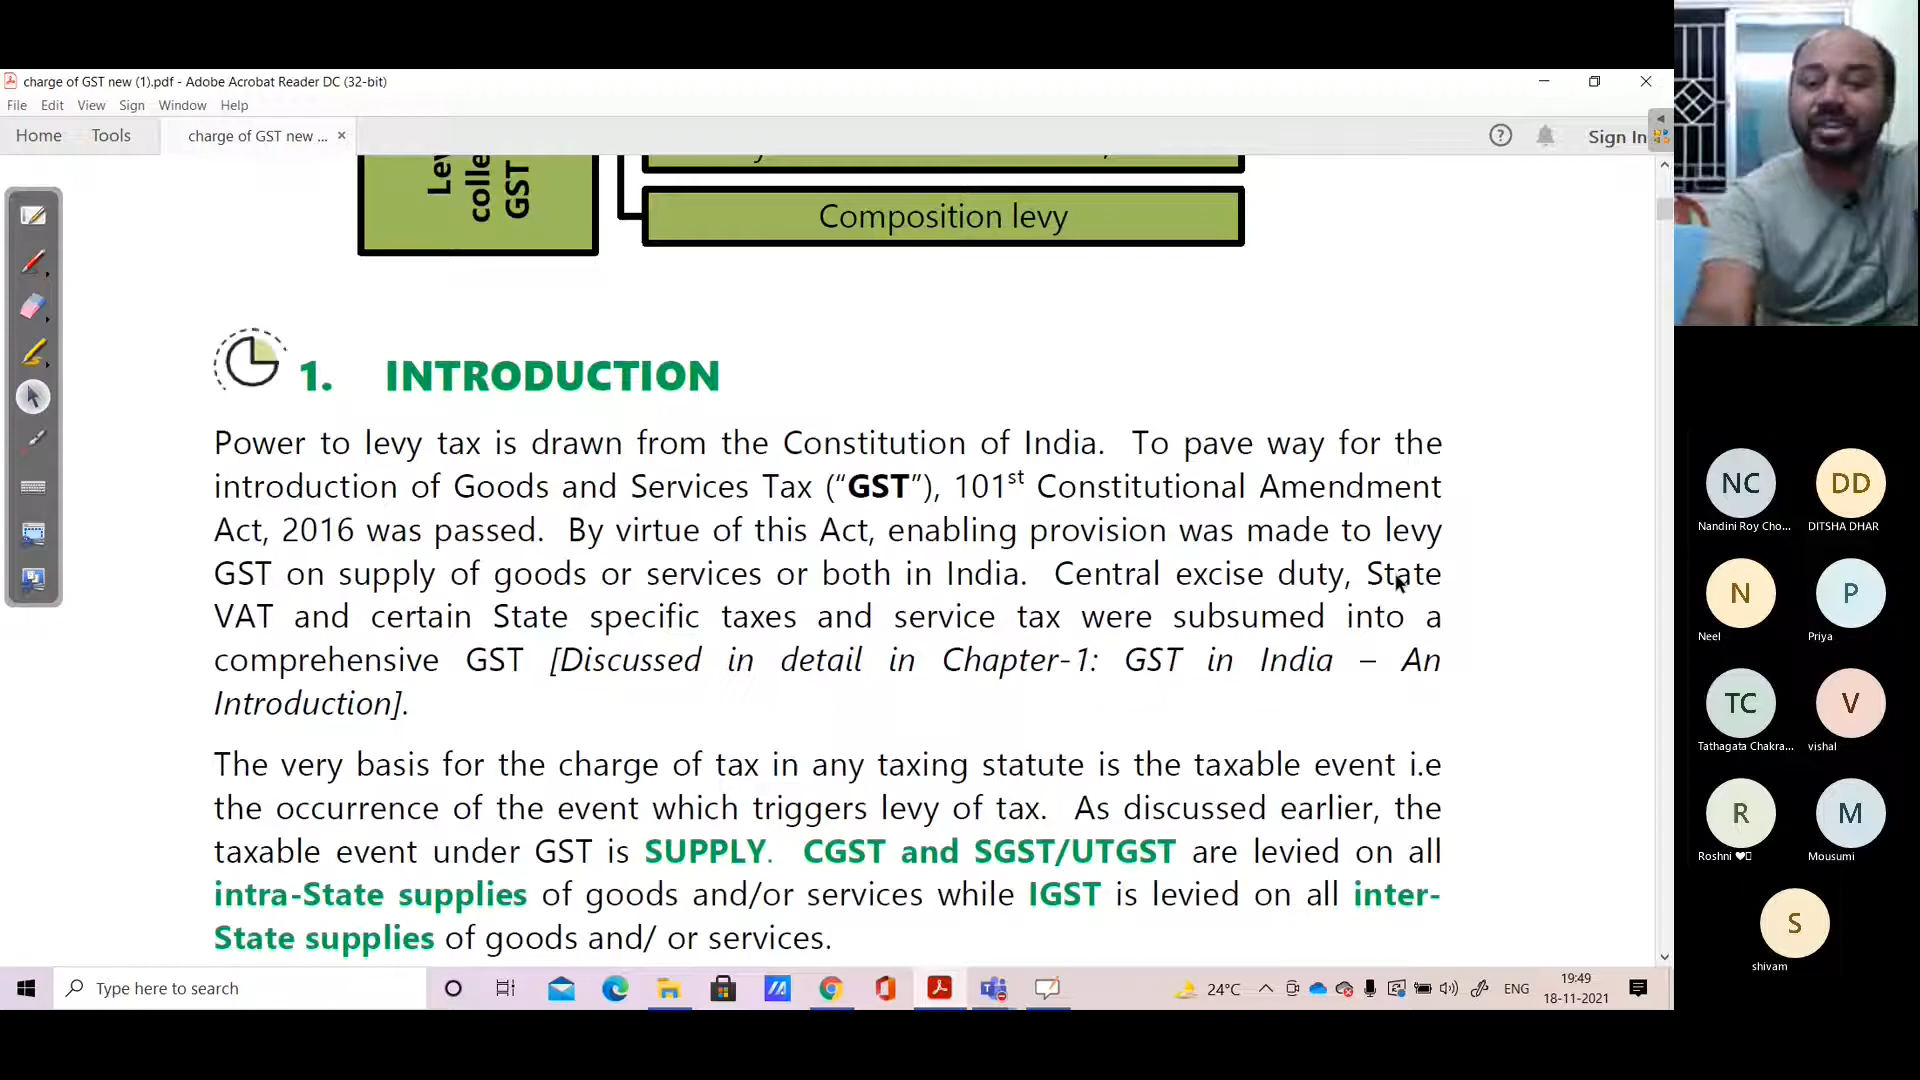 charge of GST new (1).pdf - Adobe Acrobat Reader DC (32-bit)
File Edit View Sign Window Help
Home Tools charge of GST new ... × Sign In
GST
Composition levy
1. INTRODUCTION
Power to levy tax is drawn from the Constitution of India. To pave way for the
introduction of Goods and Services Tax (“GST”), 101st Constitutional Amendment
Act, 2016 was passed. By virtue of this Act, enabling provision was made to levy
GST on supply of goods or services or both in India. Central excise duty, State
VAT and certain State specific taxes and service tax were subsumed into a
comprehensive GST [Discussed in detail in Chapter-1: GST in India – An
Introduction].
The very basis for the charge of tax in any taxing statute is the taxable event i.e
the occurrence of the event which triggers levy of tax. As discussed earlier, the
taxable event under GST is SUPPLY. CGST and SGST/UTGST are levied on all
intra-State supplies of goods and/or services while IGST is levied on all inter-
State supplies of goods and/ or services.
Type here to search
24°C ENG
19:49
18-11-2021
NC DD
Nandini Roy Cho... DITSHA DHAR
N P
Neel Priya
TC V
Tathagata Chakra... vishal
R M
Roshni Mousumi
S
shivam